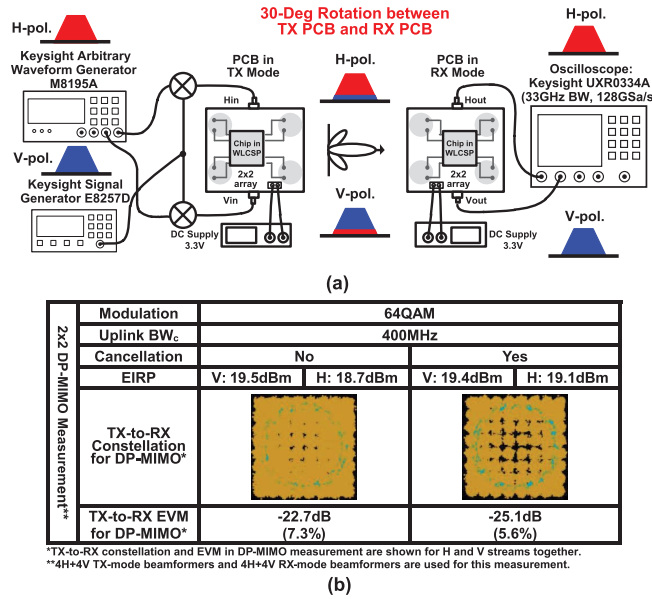 30-Deg Rotation between
TX PCB and RX PCB
H-pol.
Keysight Arbitrary
Waveform Generator
M8195A
V-pol.
Keysight Signal
Generator E8257D
PCB in
TX Mode
Hin
Chip in
WLCSP
2x2
array
Vin
DC Supply
3.3V
H-pol.
V-pol.
PCB in
RX Mode
Hout
Chip in
WLCSP
2x2
array
Vout
DC Supply
3.3V
H-pol.
Oscilloscope:
Keysight UXR0334A
(33GHz BW, 128GSa/s
V-pol.
(a)
2x2 DP-MIMO Measurement**
Modulation 64QAM
Uplink BWc 400MHz
Cancellation No Yes
EIRP V: 19.5dBm H: 18.7dBm V: 19.4dBm H: 19.1dBm
TX-to-RX
Constellation
for DP-MIMO*
TX-to-RX EVM -22.7dB -25.1dB
for DP-MIMO* (7.3%) (5.6%)
*TX-to-RX constellation and EVM in DP-MIMO measurement are shown for H and V streams together.
**4H+4V TX-mode beamformers and 4H+4V RX-mode beamformers are used for this measurement.
(b)